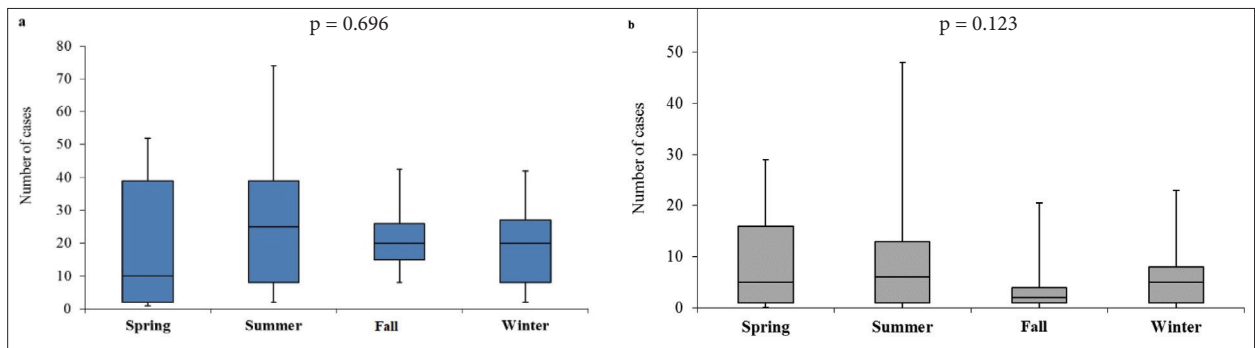 a
p = 0.696
Number of cases
80
70
60
50
40
30
20
10
0
Spring Summer Fall Winter
b
p = 0.123
Number of cases
50
40
30
20
10
0
Spring Summer Fall Winter